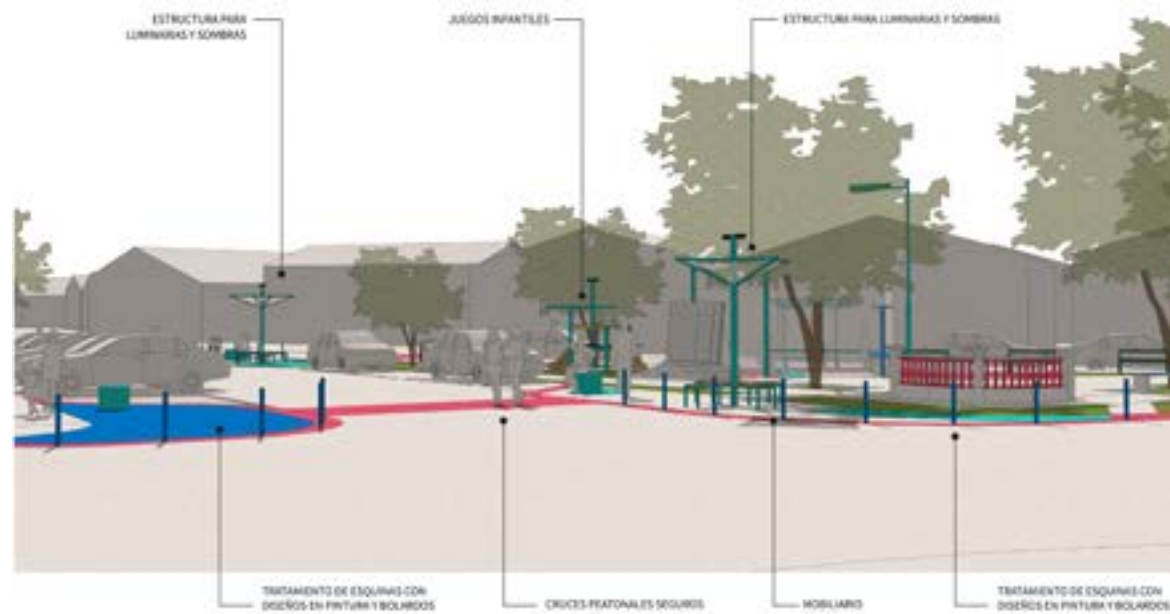 ESTRUCTURA PARA
LUMINARIAS Y SOMBRAS
JUEGOS INFANTILES
ESTRUCTURA PARA LUMINARIAS Y SOMBRAS
TRATAMIENTO DE ESQUINAS CON
DISEÑOS EN PINTURA Y BOLARDOS
CRUCES PEATONALES SEGUROS
MOBILIARIO
TRATAMIENTO DE ESQUINAS CON
DISEÑOS EN PINTURA Y BOLARDOS